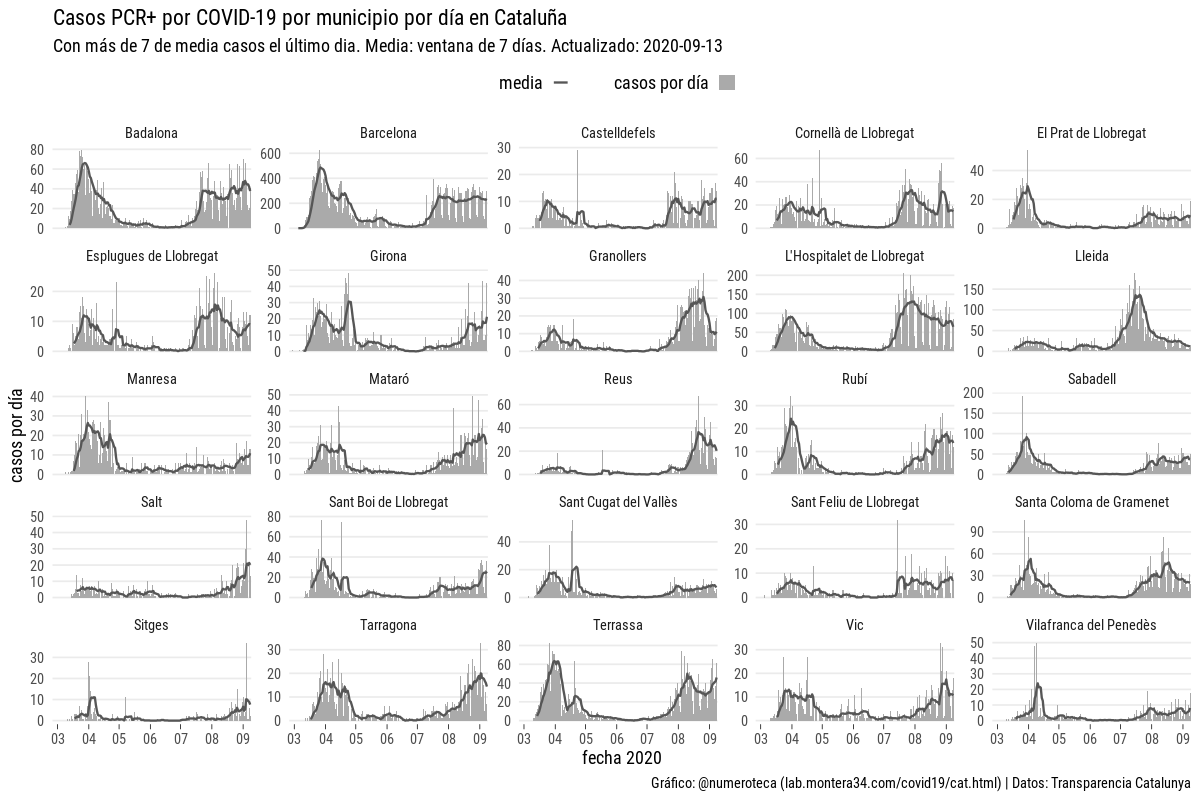 Casos PCR+ por COVID-19 por municipio por día en Cataluña
Con más de 7 de media casos el último dia. Media: ventana de 7 días. Actualizado: 2020-09-13
media casos por día
Badalona Barcelona Castelldefels Cornellà de Llobregat El Prat de Llobregat
80 60 40 20 0
600 400 200 0
30 20 10 0
60 40 20 0
40 20 0
Esplugues de Llobregat Girona Granollers L'Hospitalet de Llobregat Lleida
20 10 0
50 40 30 20 10 0
40 30 20 10 0
200 150 100 50 0
150 100 50 0
Manresa Mataró Reus Rubí Sabadell
40 30 20 10 0
50 40 30 20 10 0
60 40 20 0
30 20 10 0
200 150 100 50 0
Salt Sant Boi de Llobregat Sant Cugat del Vallès Sant Feliu de Llobregat Santa Coloma de Gramenet
50 40 30 20 10 0
80 60 40 20 0
40 20 0
30 20 10 0
90 60 30 0
Sitges Tarragona Terrassa Vic Vilafranca del Penedès
30 20 10 0
30 20 10 0
80 60 40 20 0
30 20 10 0
50 40 30 20 10 0
03 04 05 06 07 08 09 03 04 05 06 07 08 09 03 04 05 06 07 08 09 03 04 05 06 07 08 09 03 04 05 06 07 08 09
casos por día
fecha 2020
Gráfico: @numeroteca (lab.montera34.com/covid19/cat.html) | Datos: Transparencia Catalunya